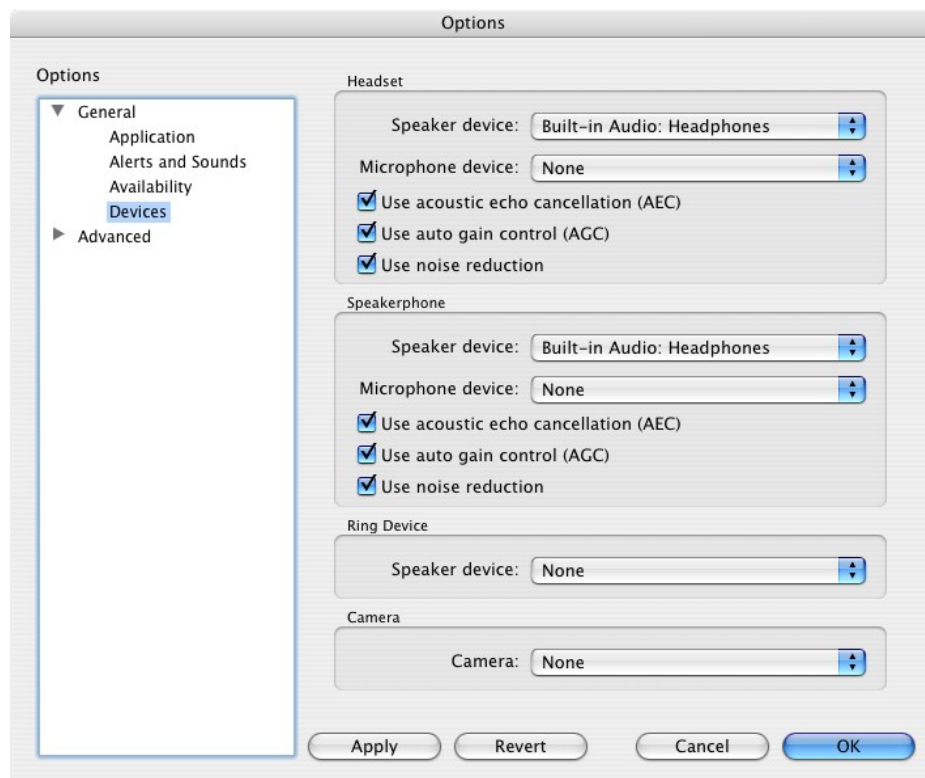 Options
Options
General
Application
Alerts and Sounds
Availability
Devices
Advanced
Headset
Speaker device: Built-in Audio: Headphones
Microphone device: None
Use acoustic echo cancellation (AEC)
Use auto gain control (AGC)
Use noise reduction
Speakerphone
Speaker device: Built-in Audio: Headphones
Microphone device: None
Use acoustic echo cancellation (AEC)
Use auto gain control (AGC)
Use noise reduction
Ring Device
Speaker device: None
Camera
Camera: None
Apply Revert Cancel OK